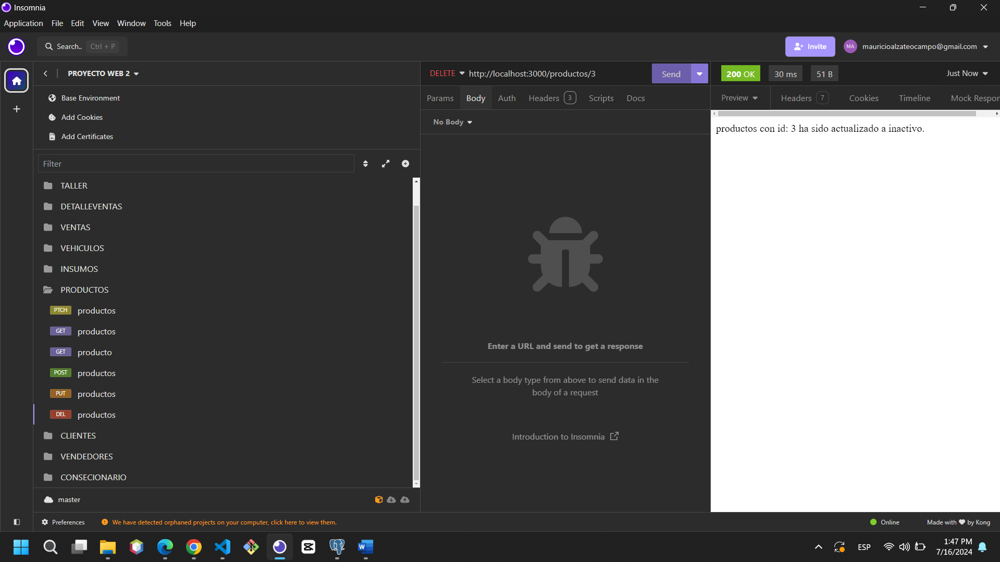 Insomnia
Application File Edit View Window Tools Help
Search.. Ctrl + P
Invite
MA mauricioalzateocampo@gmail.com
PROYECTO WEB 2
Base Environment
Add Cookies
Add Certificates
Filter
TALLER
DETALLEVENTAS
VENTAS
VEHICULOS
INSUMOS
PRODUCTOS
PTCH productos
GET productos
GET producto
POST productos
PUT productos
DEL productos
CLIENTES
VENDEDORES
CONSECIONARIO
master
DELETE http://localhost:3000/productos/3 Send
Params Body Auth Headers 3 Scripts Docs
No Body
Enter a URL and send to get a response
Select a body type from above to send data in the
body of a request
Introduction to Insomnia
200 OK 30 ms 51 B Just Now
Preview Headers 7 Cookies Timeline Mock Respor
productos con id: 3 ha sido actualizado a inactivo.
Preferences We have detected orphaned projects on your computer, click here to view them. Online Made with by Kong
ESP
1:47 PM
7/16/2024